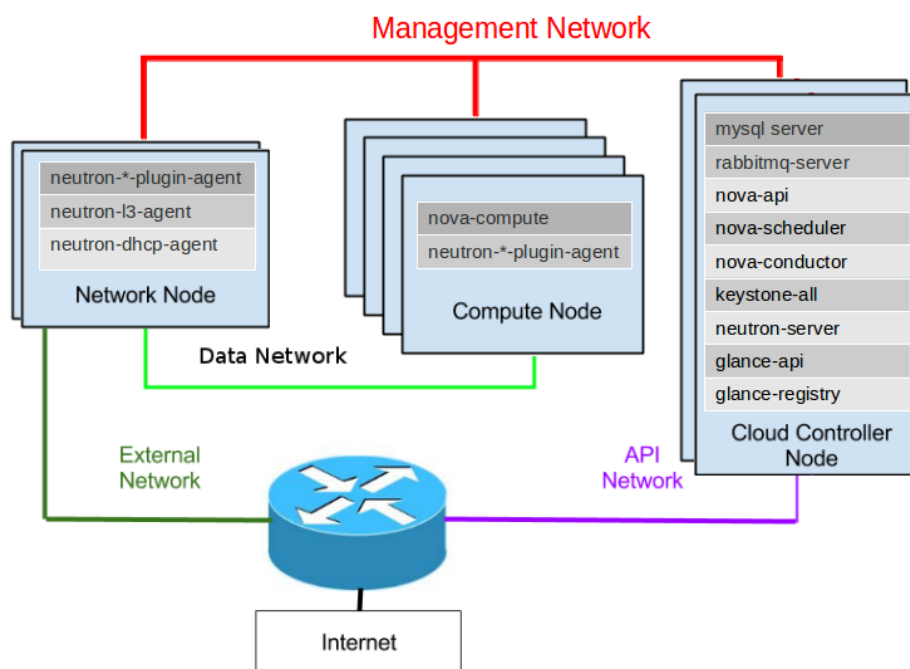 Management Network
neutron-*-plugin-agent
neutron-l3-agent
neutron-dhcp-agent
Network Node
nova-compute
neutron-*-plugin-agent
Compute Node
mysql server
rabbitmq-server
nova-api
nova-scheduler
nova-conductor
keystone-all
neutron-server
glance-api
glance-registry
Cloud Controller
Node
Data Network
External
Network
API
Network
Internet